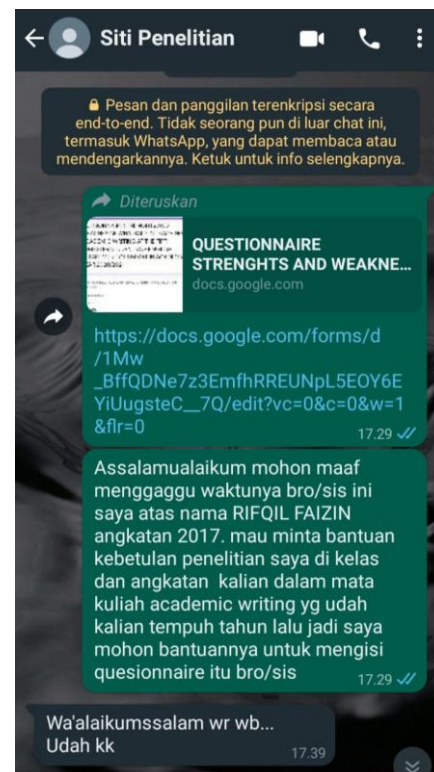 Siti Penelitian
Pesan dan panggilan terenkripsi secara
end-to-end. Tidak seorang pun di luar chat ini,
termasuk WhatsApp, yang dapat membaca atau
mendengarkannya. Ketuk untuk info selengkapnya.
Diteruskan
QUESTIONNAIRE
STRENGHTS AND WEAKNE...
docs.google.com
https://docs.google.com/forms/d
/1Mw
_BffQDNe7z3EmfhRREUNpL5EOY6E
YiUugsteC__7Q/edit?vc=0&c=0&w=1
&flr=0
17.29
Assalamualaikum mohon maaf
menggaggu waktunya bro/sis ini
saya atas nama RIFQIL FAIZIN
angkatan 2017. mau minta bantuan
kebetulan penelitian saya di kelas
dan angkatan kalian dalam mata
kuliah academic writing yg udah
kalian tempuh tahun lalu jadi saya
mohon bantuannya untuk mengisi
quesionnaire itu bro/sis
17.29
Wa'alaikumssalam wr wb...
Udah kk
17.39